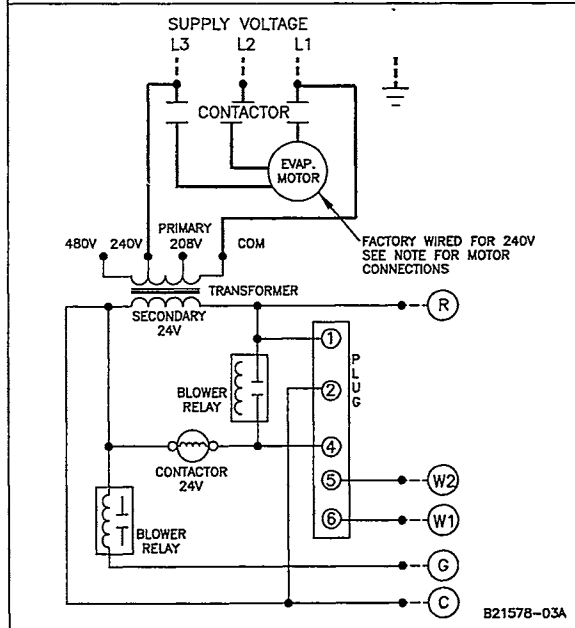 SUPPLY VOLTAGE
L3 L2 L1
CONTACTOR
EVAP.
MOTOR
PRIMARY
480V 240V 208V COM
FACTORY WIRED FOR 240V
SEE NOTE FOR MOTOR
CONNECTIONS
TRANSFORMER
SECONDARY
24V
R
1
PLUG
2
BLOWER
RELAY
4
CONTACTOR
24V
5
W2
6
W1
BLOWER
RELAY
G
C
B21578-03A